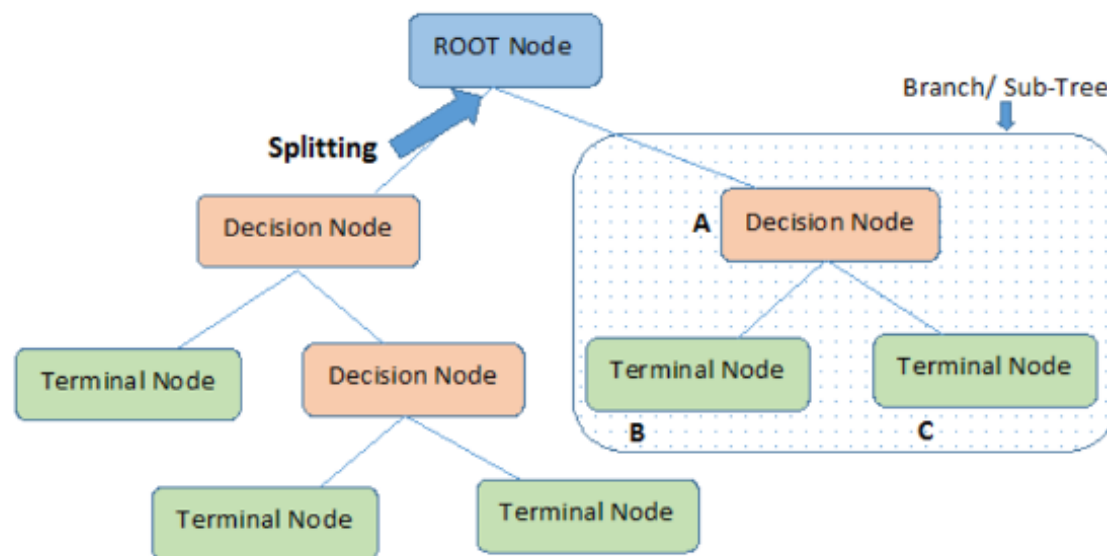 ROOT Node
Branch/ Sub-Tree
Splitting
Decision Node
A
Decision Node
Terminal Node
Decision Node
Terminal Node
Terminal Node
B
C
Terminal Node
Terminal Node